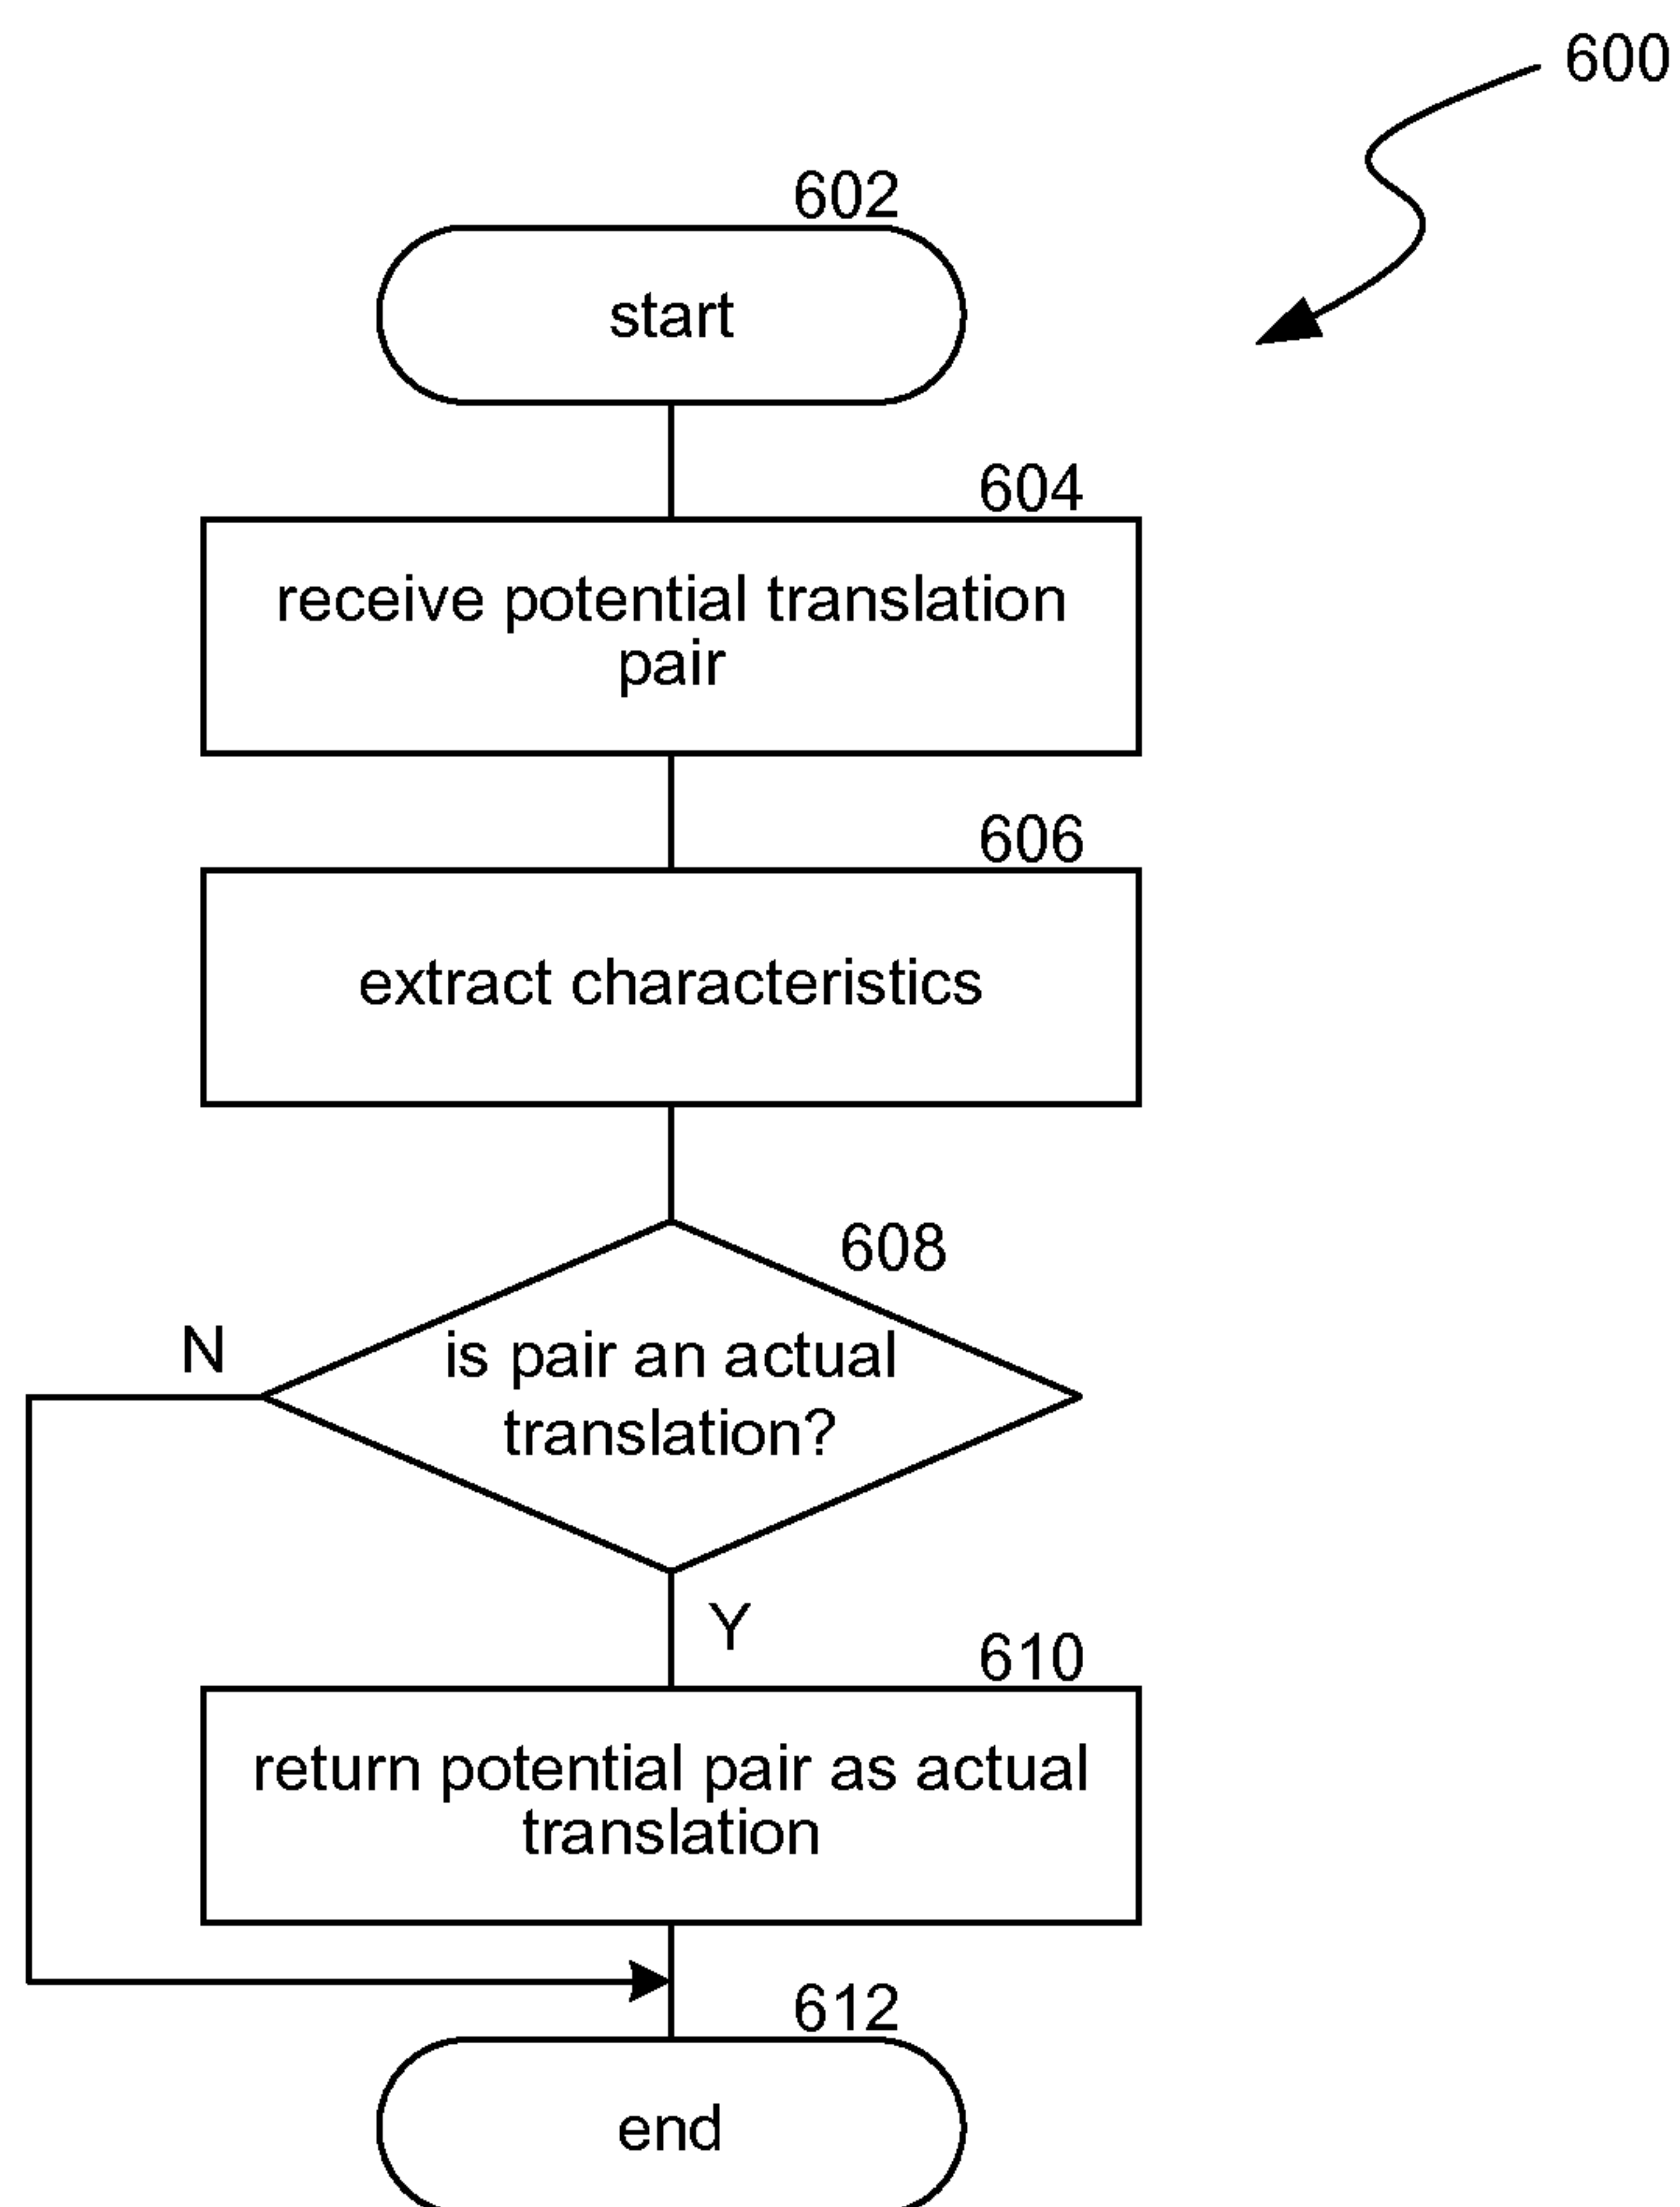 600
602
start
604
receive potential translation
pair
606
extract characteristics
608
N
is pair an actual
translation?
Y
610
return potential pair as actual
translation
612
end